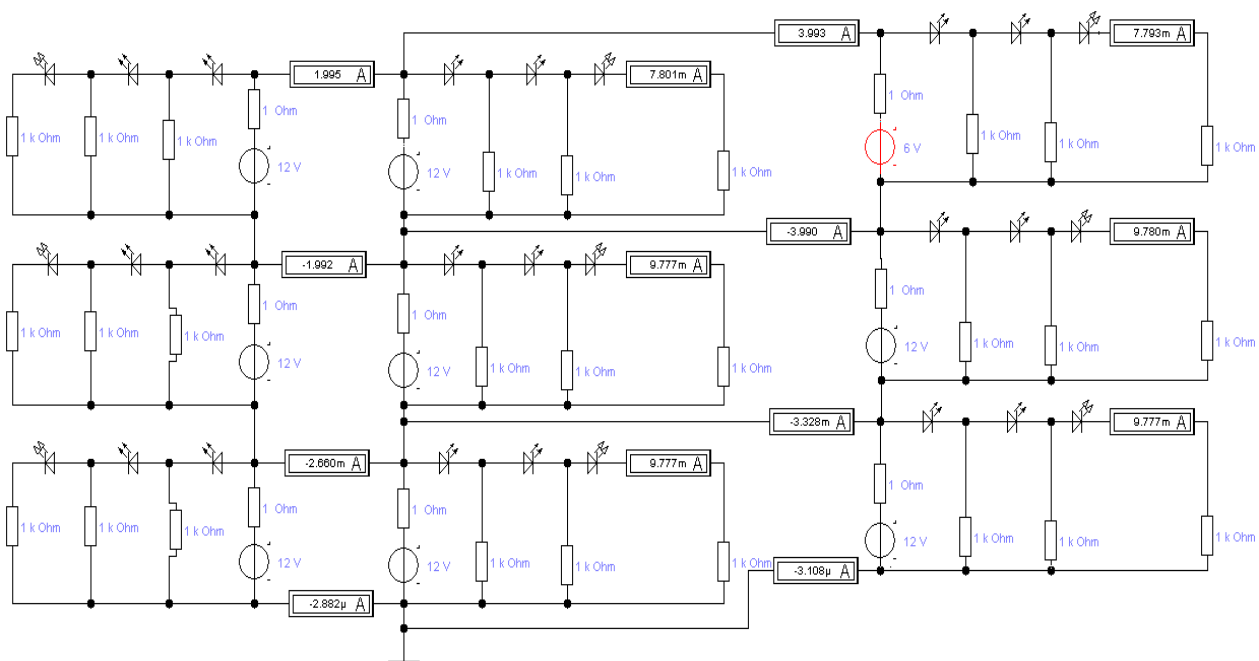 3.993 A
7.793m A
1.995 A
7.801m A
1 Ohm
1 Ohm
1 Ohm
1 k Ohm
1 k Ohm
1 k Ohm
12 V
12 V
1 k Ohm
1 k Ohm
1 k Ohm
6 V
1 k Ohm
1 k Ohm
1 k Ohm
-3.990 A
9.780m A
-1.992 A
9.777m A
1 Ohm
1 Ohm
1 Ohm
1 k Ohm
1 k Ohm
1 k Ohm
12 V
12 V
1 k Ohm
1 k Ohm
1 k Ohm
12 V
1 k Ohm
1 k Ohm
1 k Ohm
-3.328m A
9.777m A
-2.660m A
9.777m A
1 Ohm
1 Ohm
1 Ohm
1 k Ohm
1 k Ohm
1 k Ohm
12 V
12 V
1 k Ohm
1 k Ohm
1 k Ohm
12 V
1 k Ohm
1 k Ohm
1 k Ohm
-3.108µ A
-2.882µ A